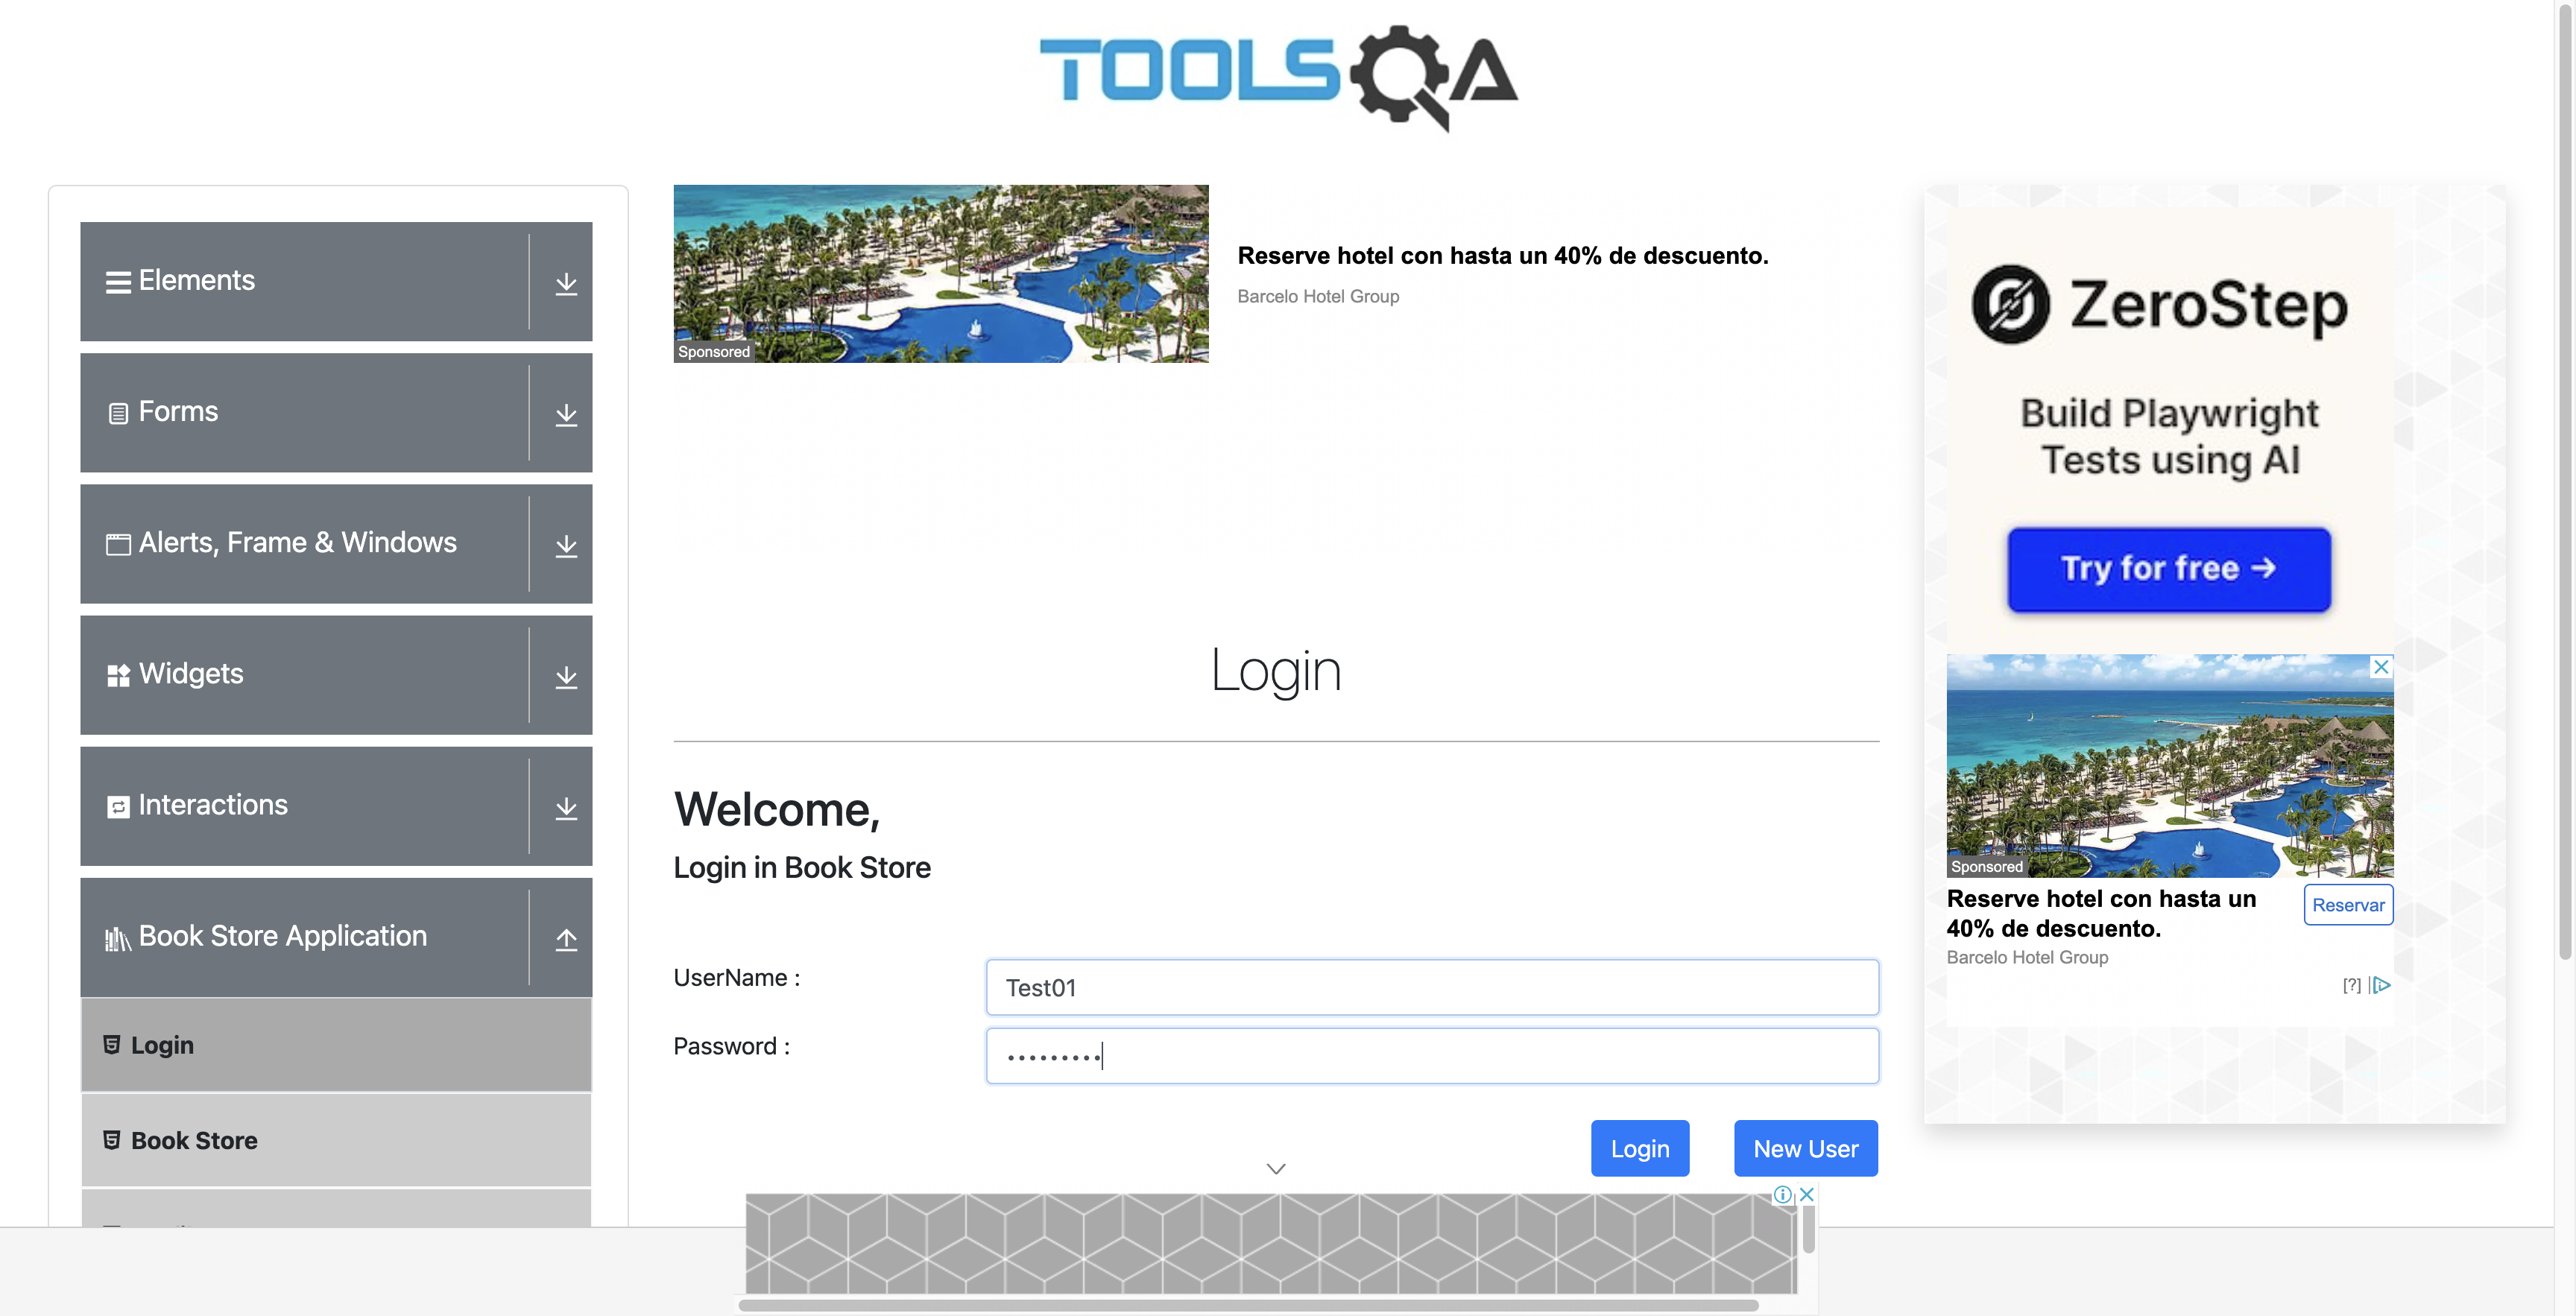 TOOLSQA
Elements
Forms
Alerts, Frame & Windows
Widgets
Interactions
Book Store Application
Login
Book Store
Sponsored
Reserve hotel con hasta un 40% de descuento.
Barcelo Hotel Group
Login
Welcome,
Login in Book Store
UserName :
Test01
Password :
Login
New User
ZeroStep
Build Playwright
Tests using AI
Try for free →
Sponsored
Reserve hotel con hasta un
40% de descuento.
Reservar
Barcelo Hotel Group
[?]